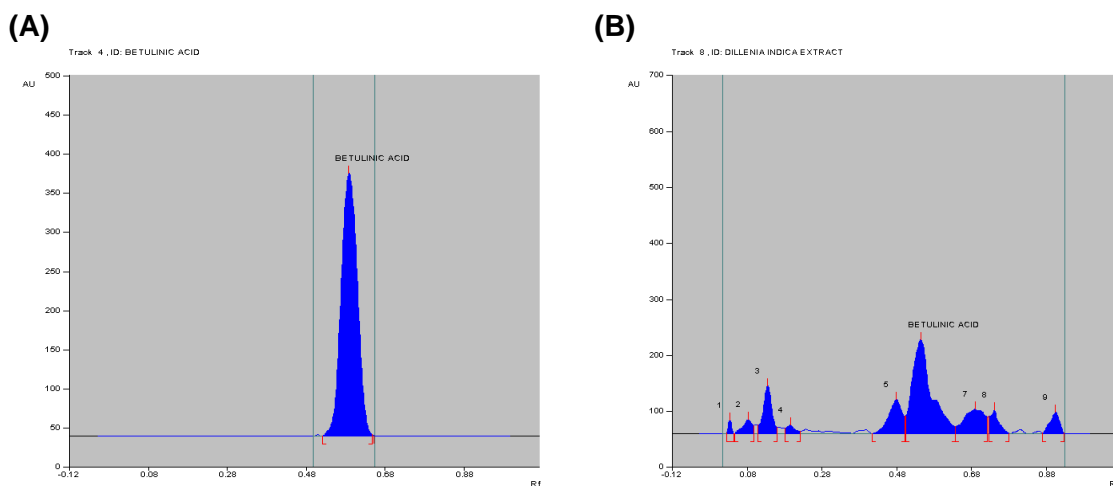 (A)
Track 4 , ID: BETULINIC ACID
500
AU
450
400
BETULINIC ACID
350
300
250
200
150
100
50
0
-0.12 0.08 0.28 0.48 0.68 0.88
Rf
(B)
Track 8 , ID: DILLENIA INDICA EXTRACT
700
AU
600
500
400
300
BETULINIC ACID
200
3
5
7 8
9
1 2
4
100
0
-0.12 0.08 0.28 0.48 0.68 0.88